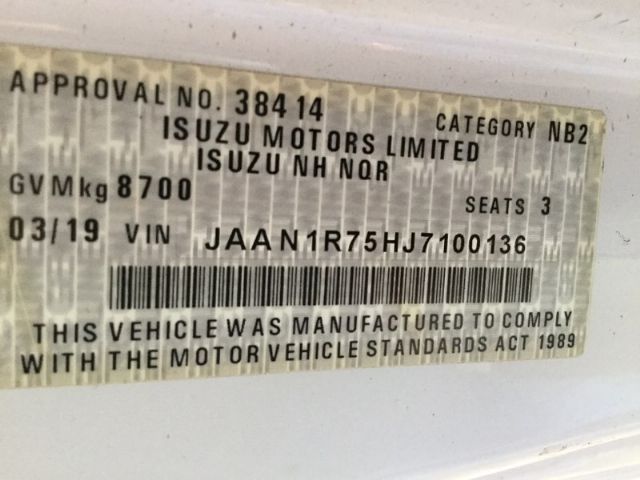 APPROVAL NO. 38414 CATEGORY NB2
ISUZU MOTORS LIMITED
ISUZU NH NQR
GVMkg 8700 SEATS 3
03/19 VIN JAAN1R75HJ7100136
THIS VEHICLE WAS MANUFACTURED TO COMPLY
WITH THE MOTOR VEHICLE STANDARDS ACT 1989